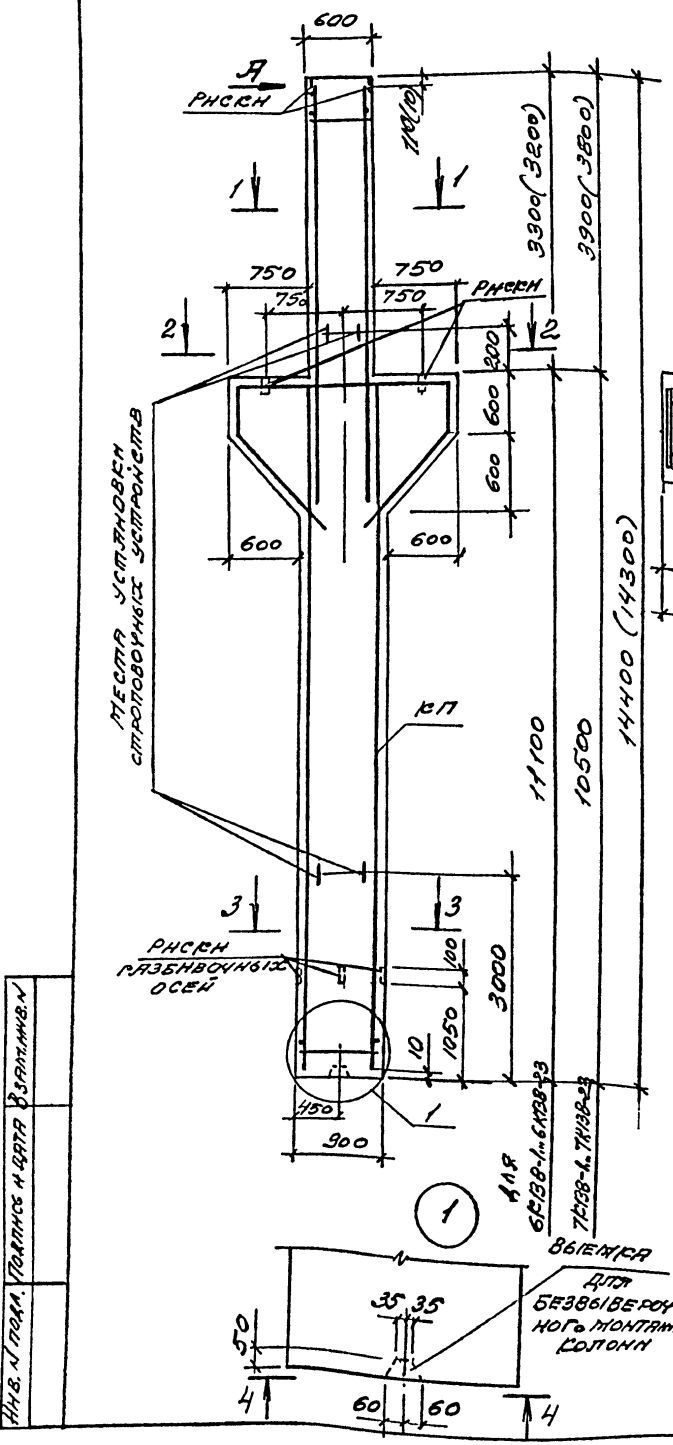 600
А
РИСКИ
110(10)
3300(3200)
3900(3800)
1
1
750
750
750
750
РИСКИ
2
2
200
600
600
600
600
МЕСТА УСТАНОВКИ
СТРОПОВОЧНЫХ УСТРОЙСТВ
14400 (14300)
КП
11100
10500
3
3
РИСКИ
РАЗБИВОЧНЫХ
ОСЕЙ
100
3000
1050
10
450
1
900
ДЛЯ
6К138-1...6К138-23
7К138-1...7К138-23
1
ВЫЕМКА
ДЛЯ
БЕЗВЫВЕРОЧ
НОГО МОНТАЖ
КОЛОНН
35
35
50
4
60
60
4
ИНВ. N ПОДЛ.
ПОДПИСЬ И ДАТА
ВЗАМ.ИНВ.N